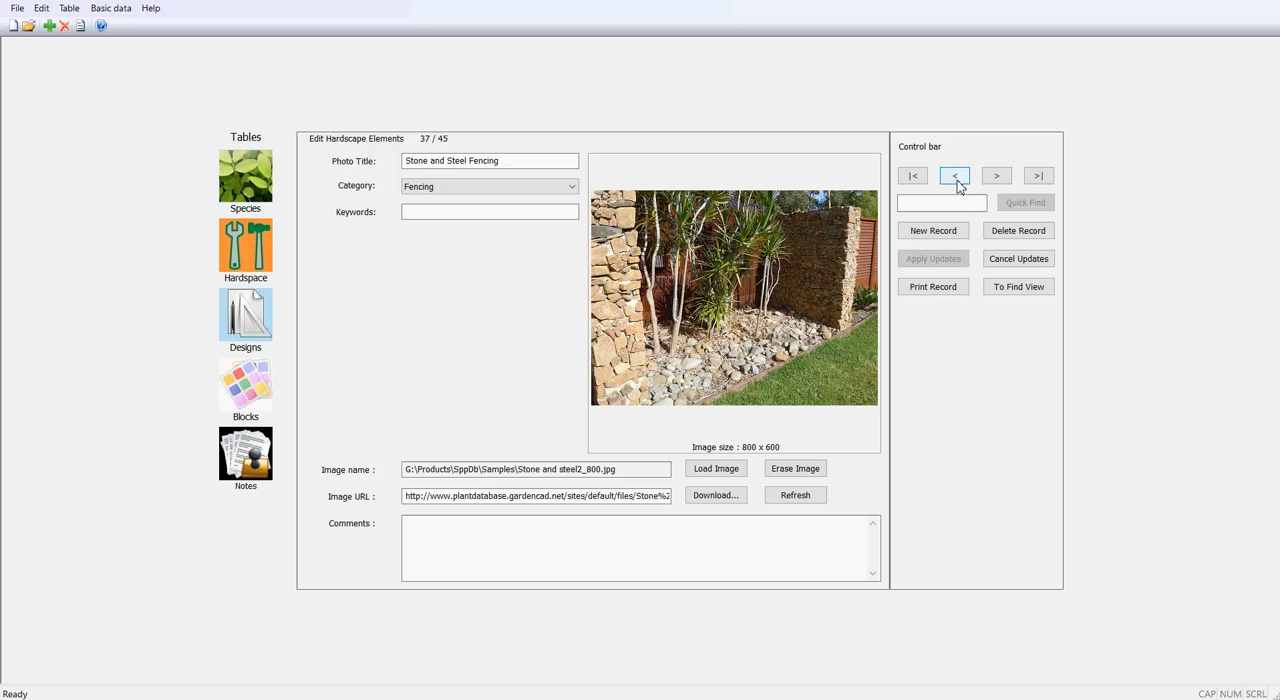 File Edit Table Basic data Help
Tables
Species
Hardspace
Designs
Blocks
Notes
Edit Hardscape Elements 37 / 45
Photo Title: Stone and Steel Fencing
Category: Fencing
Keywords:
Image size : 800 x 600
Image name : G:\Products\SppDb\Samples\Stone and steel2_800.jpg Load Image Erase Image
Image URL : http://www.plantdatabase.gardencad.net/sites/default/files/Stone%2 Download... Refresh
Comments :
Control bar
|< < > >|
Quick Find
New Record Delete Record
Apply Updates Cancel Updates
Print Record To Find View
Ready CAP NUM SCRL